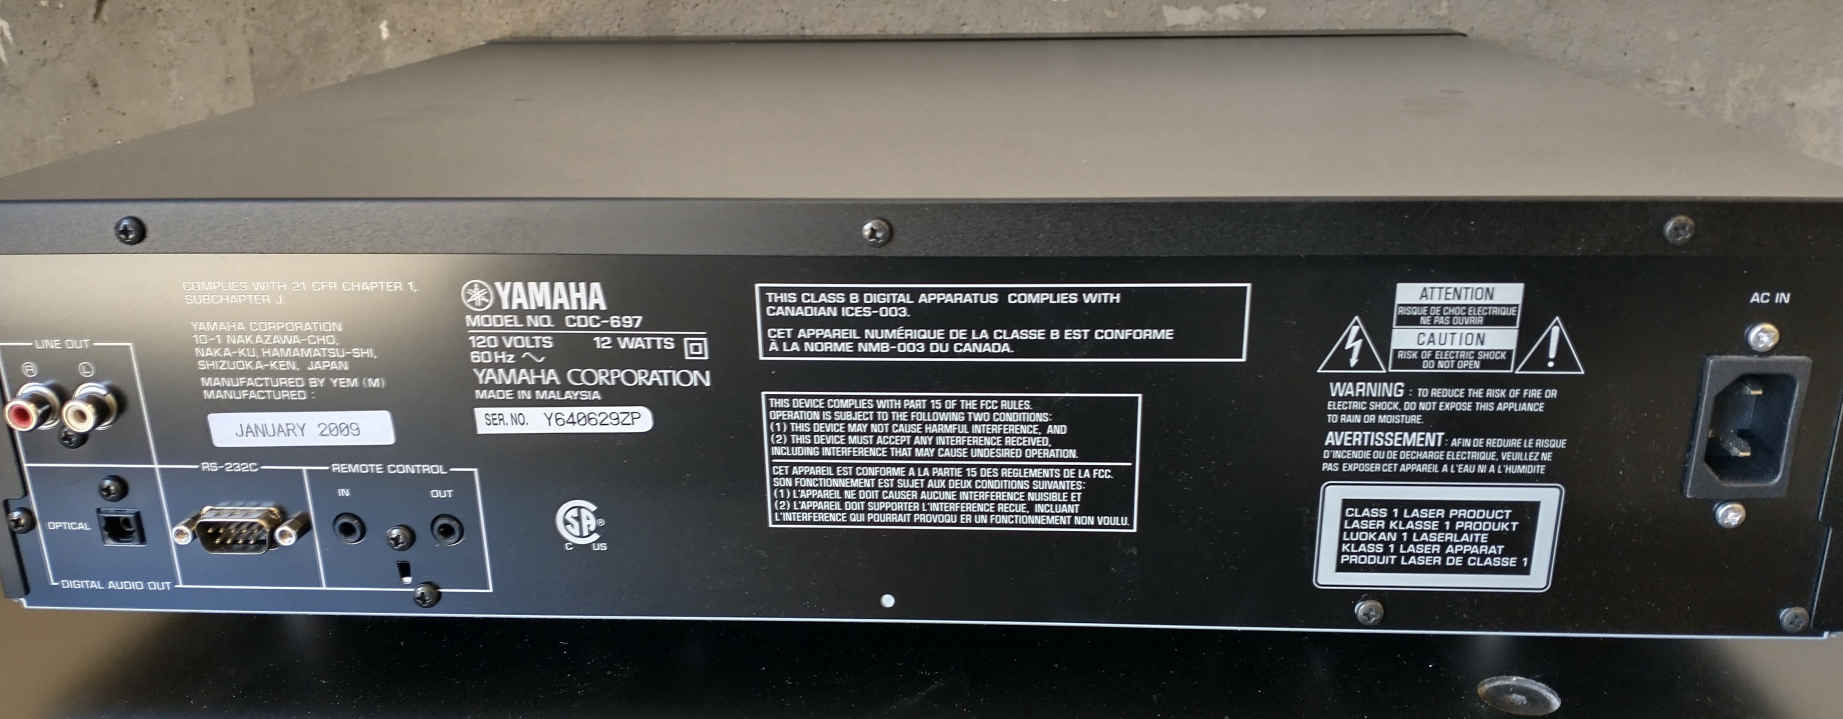 COMPLIES WITH 21 CFR CHAPTER 1,
SUBCHAPTER J.
YAMAHA CORPORATION
10-1 NAKAZAWA-CHO,
NAKA-KU, HAMAMATSU-SHI,
SHIZUOKA-KEN, JAPAN
MANUFACTURED BY YEM (M)
MANUFACTURED :
JANUARY 2009
LINE OUT
R
L
OPTICAL
DIGITAL AUDIO OUT
RS-232C
REMOTE CONTROL
IN
OUT
YAMAHA
MODEL NO. CDC-697
120 VOLTS 12 WATTS
60Hz ～
YAMAHA CORPORATION
MADE IN MALAYSIA
SER. NO. Y640629ZP
SA®
C US
THIS CLASS B DIGITAL APPARATUS COMPLIES WITH
CANADIAN ICES-003.
CET APPAREIL NUMÉRIQUE DE LA CLASSE B EST CONFORME
À LA NORME NMB-003 DU CANADA.
THIS DEVICE COMPLIES WITH PART 15 OF THE FCC RULES.
OPERATION IS SUBJECT TO THE FOLLOWING TWO CONDITIONS:
(1) THIS DEVICE MAY NOT CAUSE HARMFUL INTERFERENCE, AND
(2) THIS DEVICE MUST ACCEPT ANY INTERFERENCE RECEIVED,
INCLUDING INTERFERENCE THAT MAY CAUSE UNDESIRED OPERATION.
CET APPAREIL EST CONFORME A LA PARTIE 15 DES REGLEMENTS DE LA FCC.
SON FONCTIONNEMENT EST SUJET AUX DEUX CONDITIONS SUIVANTES:
(1) L'APPAREIL NE DOIT CAUSER AUCUNE INTERFERENCE NUISIBLE ET
(2) L'APPAREIL DOIT SUPPORTER L'INTERFERENCE RECUE, INCLUANT
L'INTERFERENCE QUI POURRAIT PROVOQU ER UN FONCTIONNEMENT NON VOULU.
ATTENTION
RISQUE DE CHOC ELECTRIQUE
NE PAS OUVRIR
CAUTION
RISK OF ELECTRIC SHOCK
DO NOT OPEN
WARNING : TO REDUCE THE RISK OF FIRE OR
ELECTRIC SHOCK, DO NOT EXPOSE THIS APPLIANCE
TO RAIN OR MOISTURE.
AVERTISSEMENT : AFIN DE REDUIRE LE RISQUE
D'INCENDIE OU DE DECHARGE ELECTRIQUE, VEUILLEZ NE
PAS EXPOSER CET APPAREIL A L'EAU NI A L'HUMIDITE
CLASS 1 LASER PRODUCT
LASER KLASSE 1 PRODUKT
LUOKAN 1 LASERLAITE
KLASS 1 LASER APPARAT
PRODUIT LASER DE CLASSE 1
AC IN